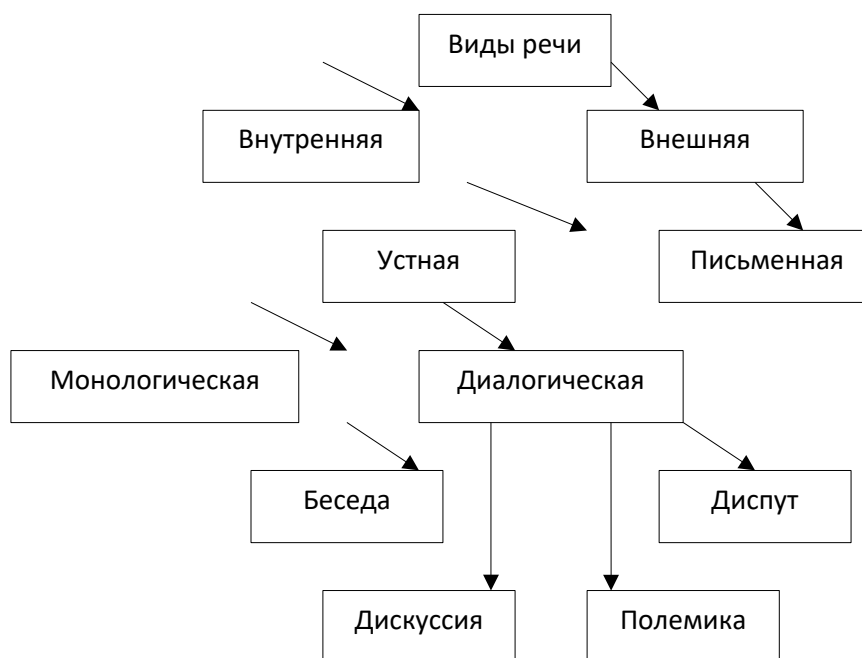 Виды речи
Внутренняя
Внешняя
Устная
Письменная
Монологическая
Диалогическая
Беседа
Диспут
Дискуссия
Полемика